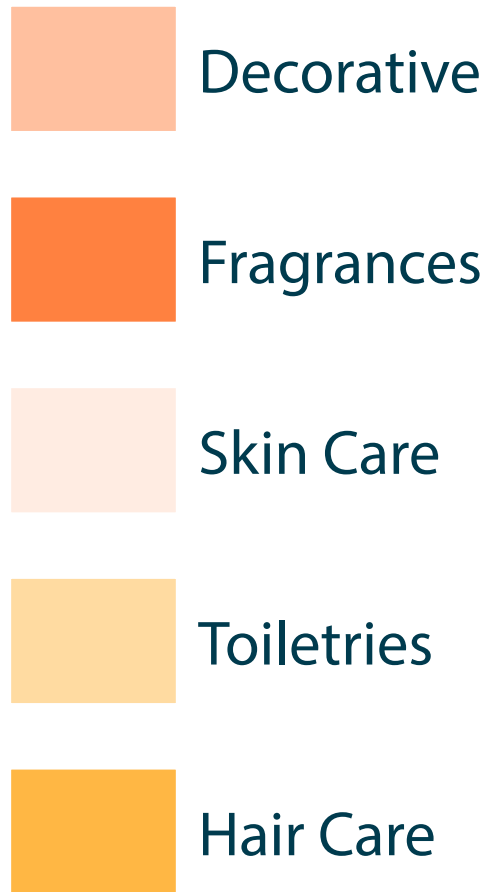 Decorative
Fragrances
Skin Care
Toiletries
Hair Care